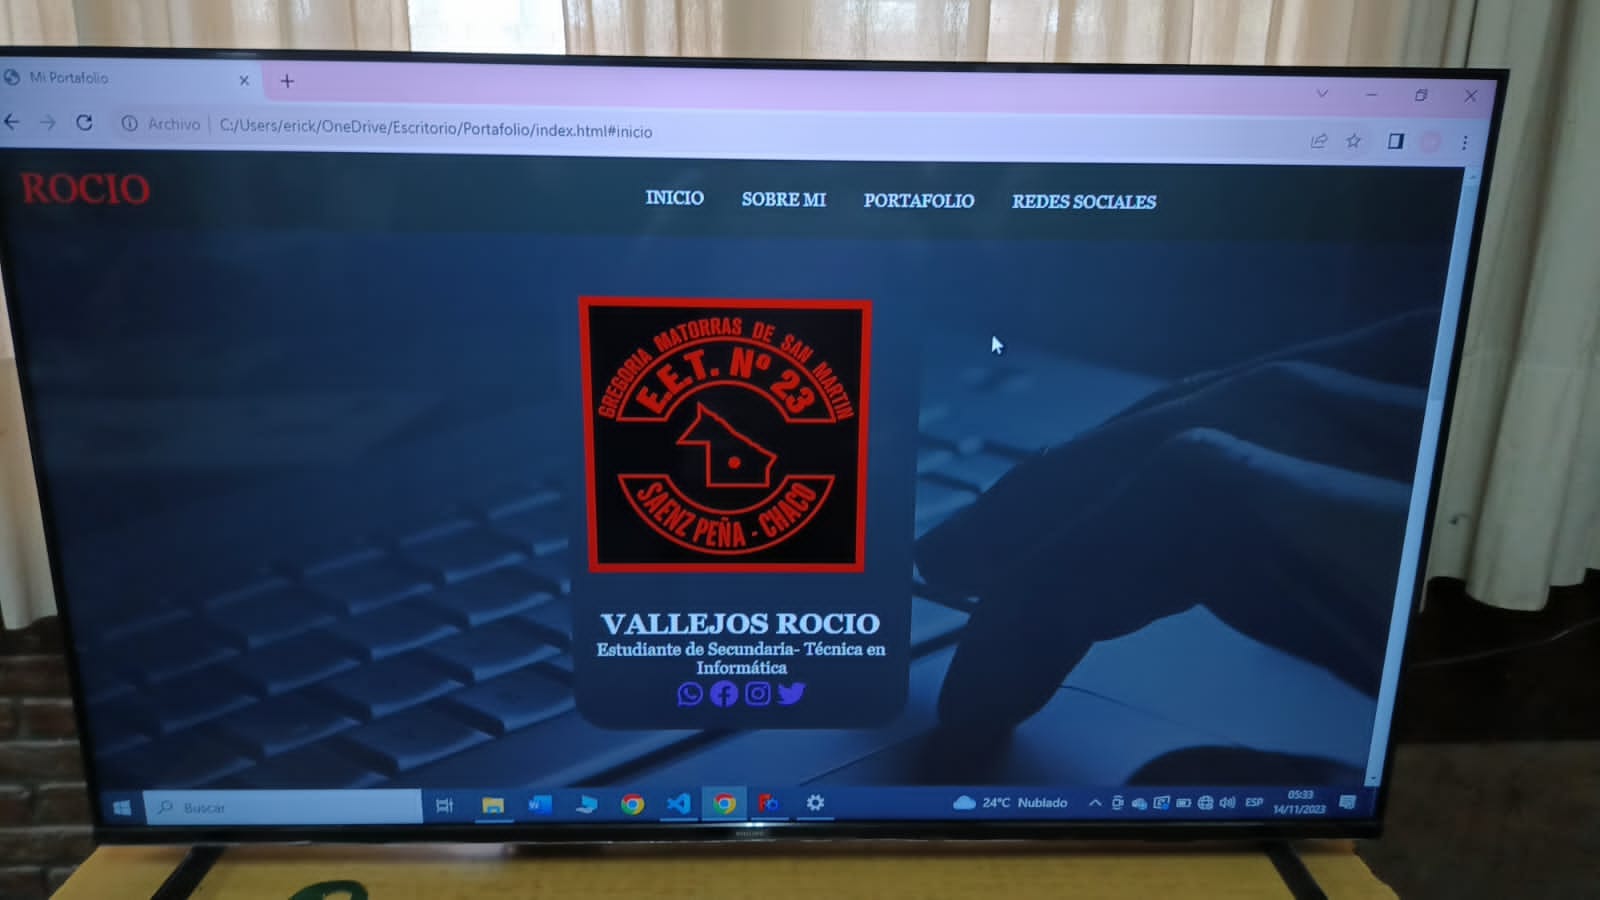 Mi Portafolio
Archivo C:/Users/erick/OneDrive/Escritorio/Portafolio/index.html#inicio
ROCIO
INICIO SOBRE MI PORTAFOLIO REDES SOCIALES
GREGORIA MATORRAS DE SAN MARTIN
E.E.T. Nº 23
SAENZ PEÑA - CHACO
VALLEJOS ROCIO
Estudiante de Secundaria- Técnica en
Informática
Buscar
24°C Nublado
ESP
05:33
14/11/2023
PHILIPS